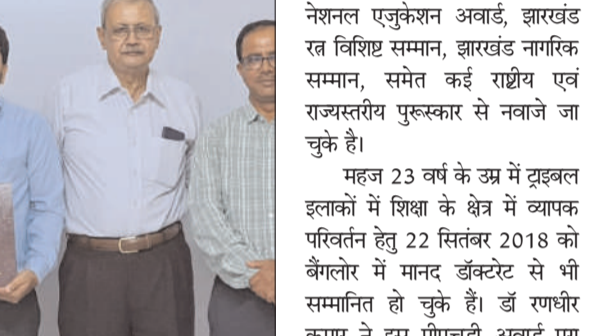 नेशनल एजुकेशन अवार्ड, झारखंड
रत्न विशिष्ट सम्मान, झारखंड नागरिक
सम्मान, समेत कई राष्ट्रीय एवं
राज्यस्तरीय पुरूस्कार से नवाजे जा
चुके है।
महज 23 वर्ष के उम्र में ट्राइबल
इलाकों में शिक्षा के क्षेत्र में व्यापक
परिवर्तन हेतु 22 सितंबर 2018 को
बैंगलोर में मानद डॉक्टरेट से भी
सम्मानित हो चुके हैं। डॉ रणधीर